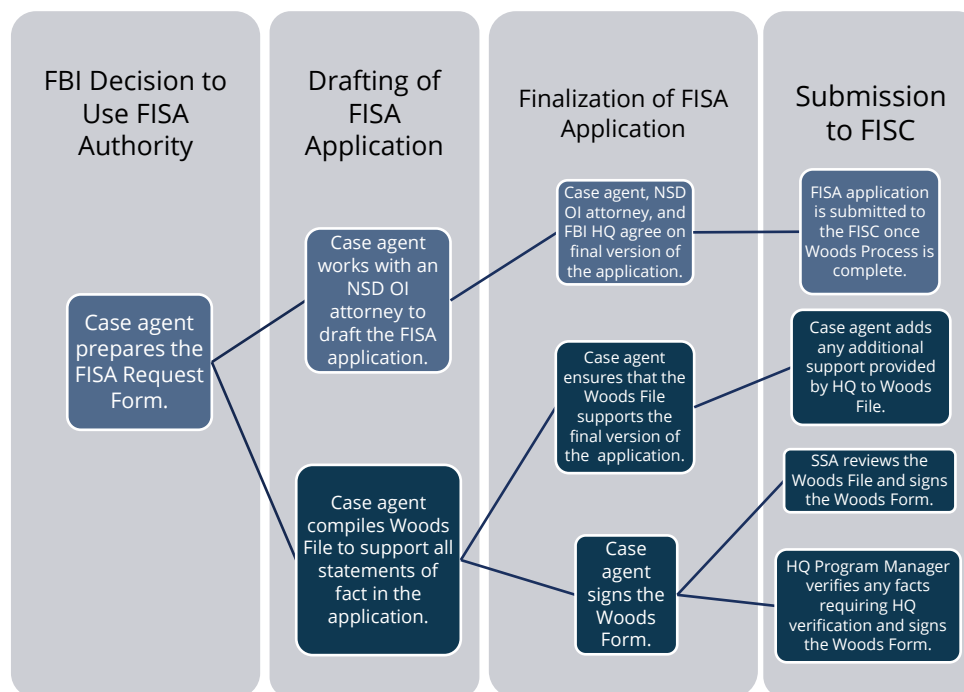 FBI Decision to
Use FISA
Authority
Case agent
prepares the
FISA Request
Form.
Drafting of
FISA
Application
Case agent
works with an
NSD OI
attorney to
draft the FISA
application.
Case agent
compiles Woods
File to support all
statements of
fact in the
application.
Finalization of FISA
Application
Case agent, NSD
OI attorney, and
FBI HQ agree on
final version of
the application.
Case agent
ensures that the
Woods File
supports the
final version of
the application.
Case
agent
signs the
Woods
Form.
Submission
to FISC
FISA application
is submitted to
the FISC once
Woods Process is
complete.
Case agent adds
any additional
support provided
by HQ to Woods
File.
SSA reviews the
Woods File and signs
the Woods Form.
HQ Program Manager
verifies any facts
requiring HQ
verification and signs
the Woods Form.